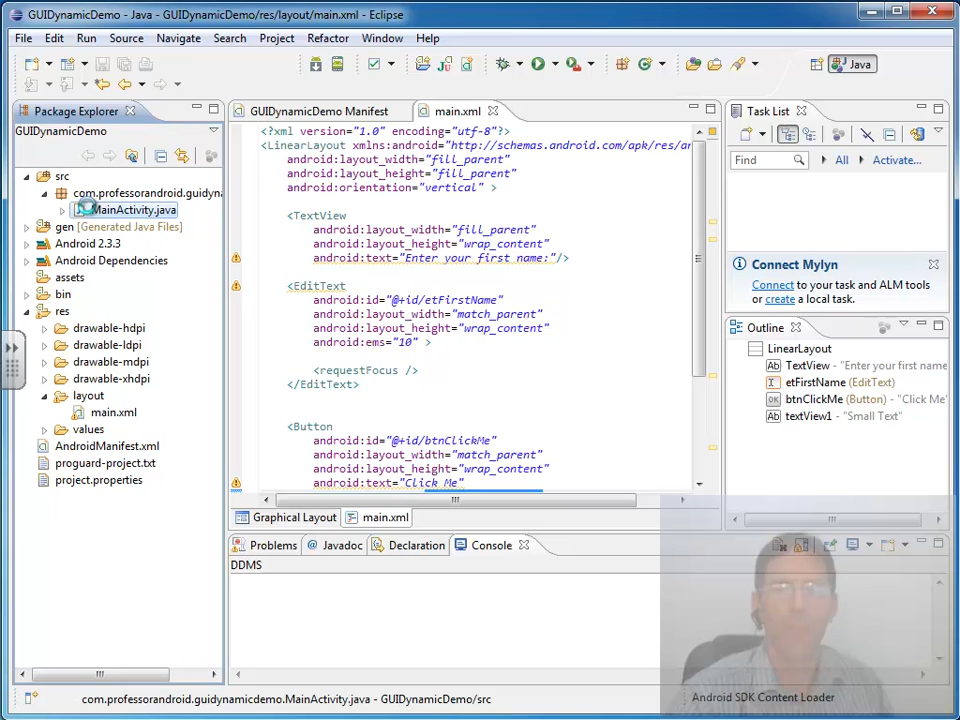 GUIDynamicDemo - Java - GUIDynamicDemo/res/layout/main.xml - Eclipse
File Edit Run Source Navigate Search Project Refactor Window Help
Java
Package Explorer
GUIDynamicDemo Manifest
main.xml
Task List
GUIDynamicDemo
src
com.professorandroid.guidyna
MainActivity.java
gen [Generated Java Files]
Android 2.3.3
Android Dependencies
assets
bin
res
drawable-hdpi
drawable-ldpi
drawable-mdpi
drawable-xhdpi
layout
main.xml
values
AndroidManifest.xml
proguard-project.txt
project.properties
<?xml version="1.0" encoding="utf-8"?>
<LinearLayout xmlns:android="http://schemas.android.com/apk/res/ar
android:layout_width="fill_parent"
android:layout_height="fill_parent"
android:orientation="vertical" >
<TextView
android:layout_width="fill_parent"
android:layout_height="wrap_content"
android:text="Enter your first name:"/>
<EditText
android:id="@+id/etFirstName"
android:layout_width="match_parent"
android:layout_height="wrap_content"
android:ems="10" >
<requestFocus />
</EditText>
<Button
android:id="@+id/btnClickMe"
android:layout_width="match_parent"
android:layout_height="wrap_content"
android:text="Click Me"
Graphical Layout
main.xml
Find
All
Activate...
Connect Mylyn
Connect to your task and ALM tools
or create a local task.
Outline
LinearLayout
Ab TextView - "Enter your first name
etFirstName (EditText)
OK btnClickMe (Button) - "Click Me"
Ab textView1 - "Small Text"
Problems
@ Javadoc
Declaration
Console
DDMS
com.professorandroid.guidynamicdemo.MainActivity.java - GUIDynamicDemo/src
Android SDK Content Loader